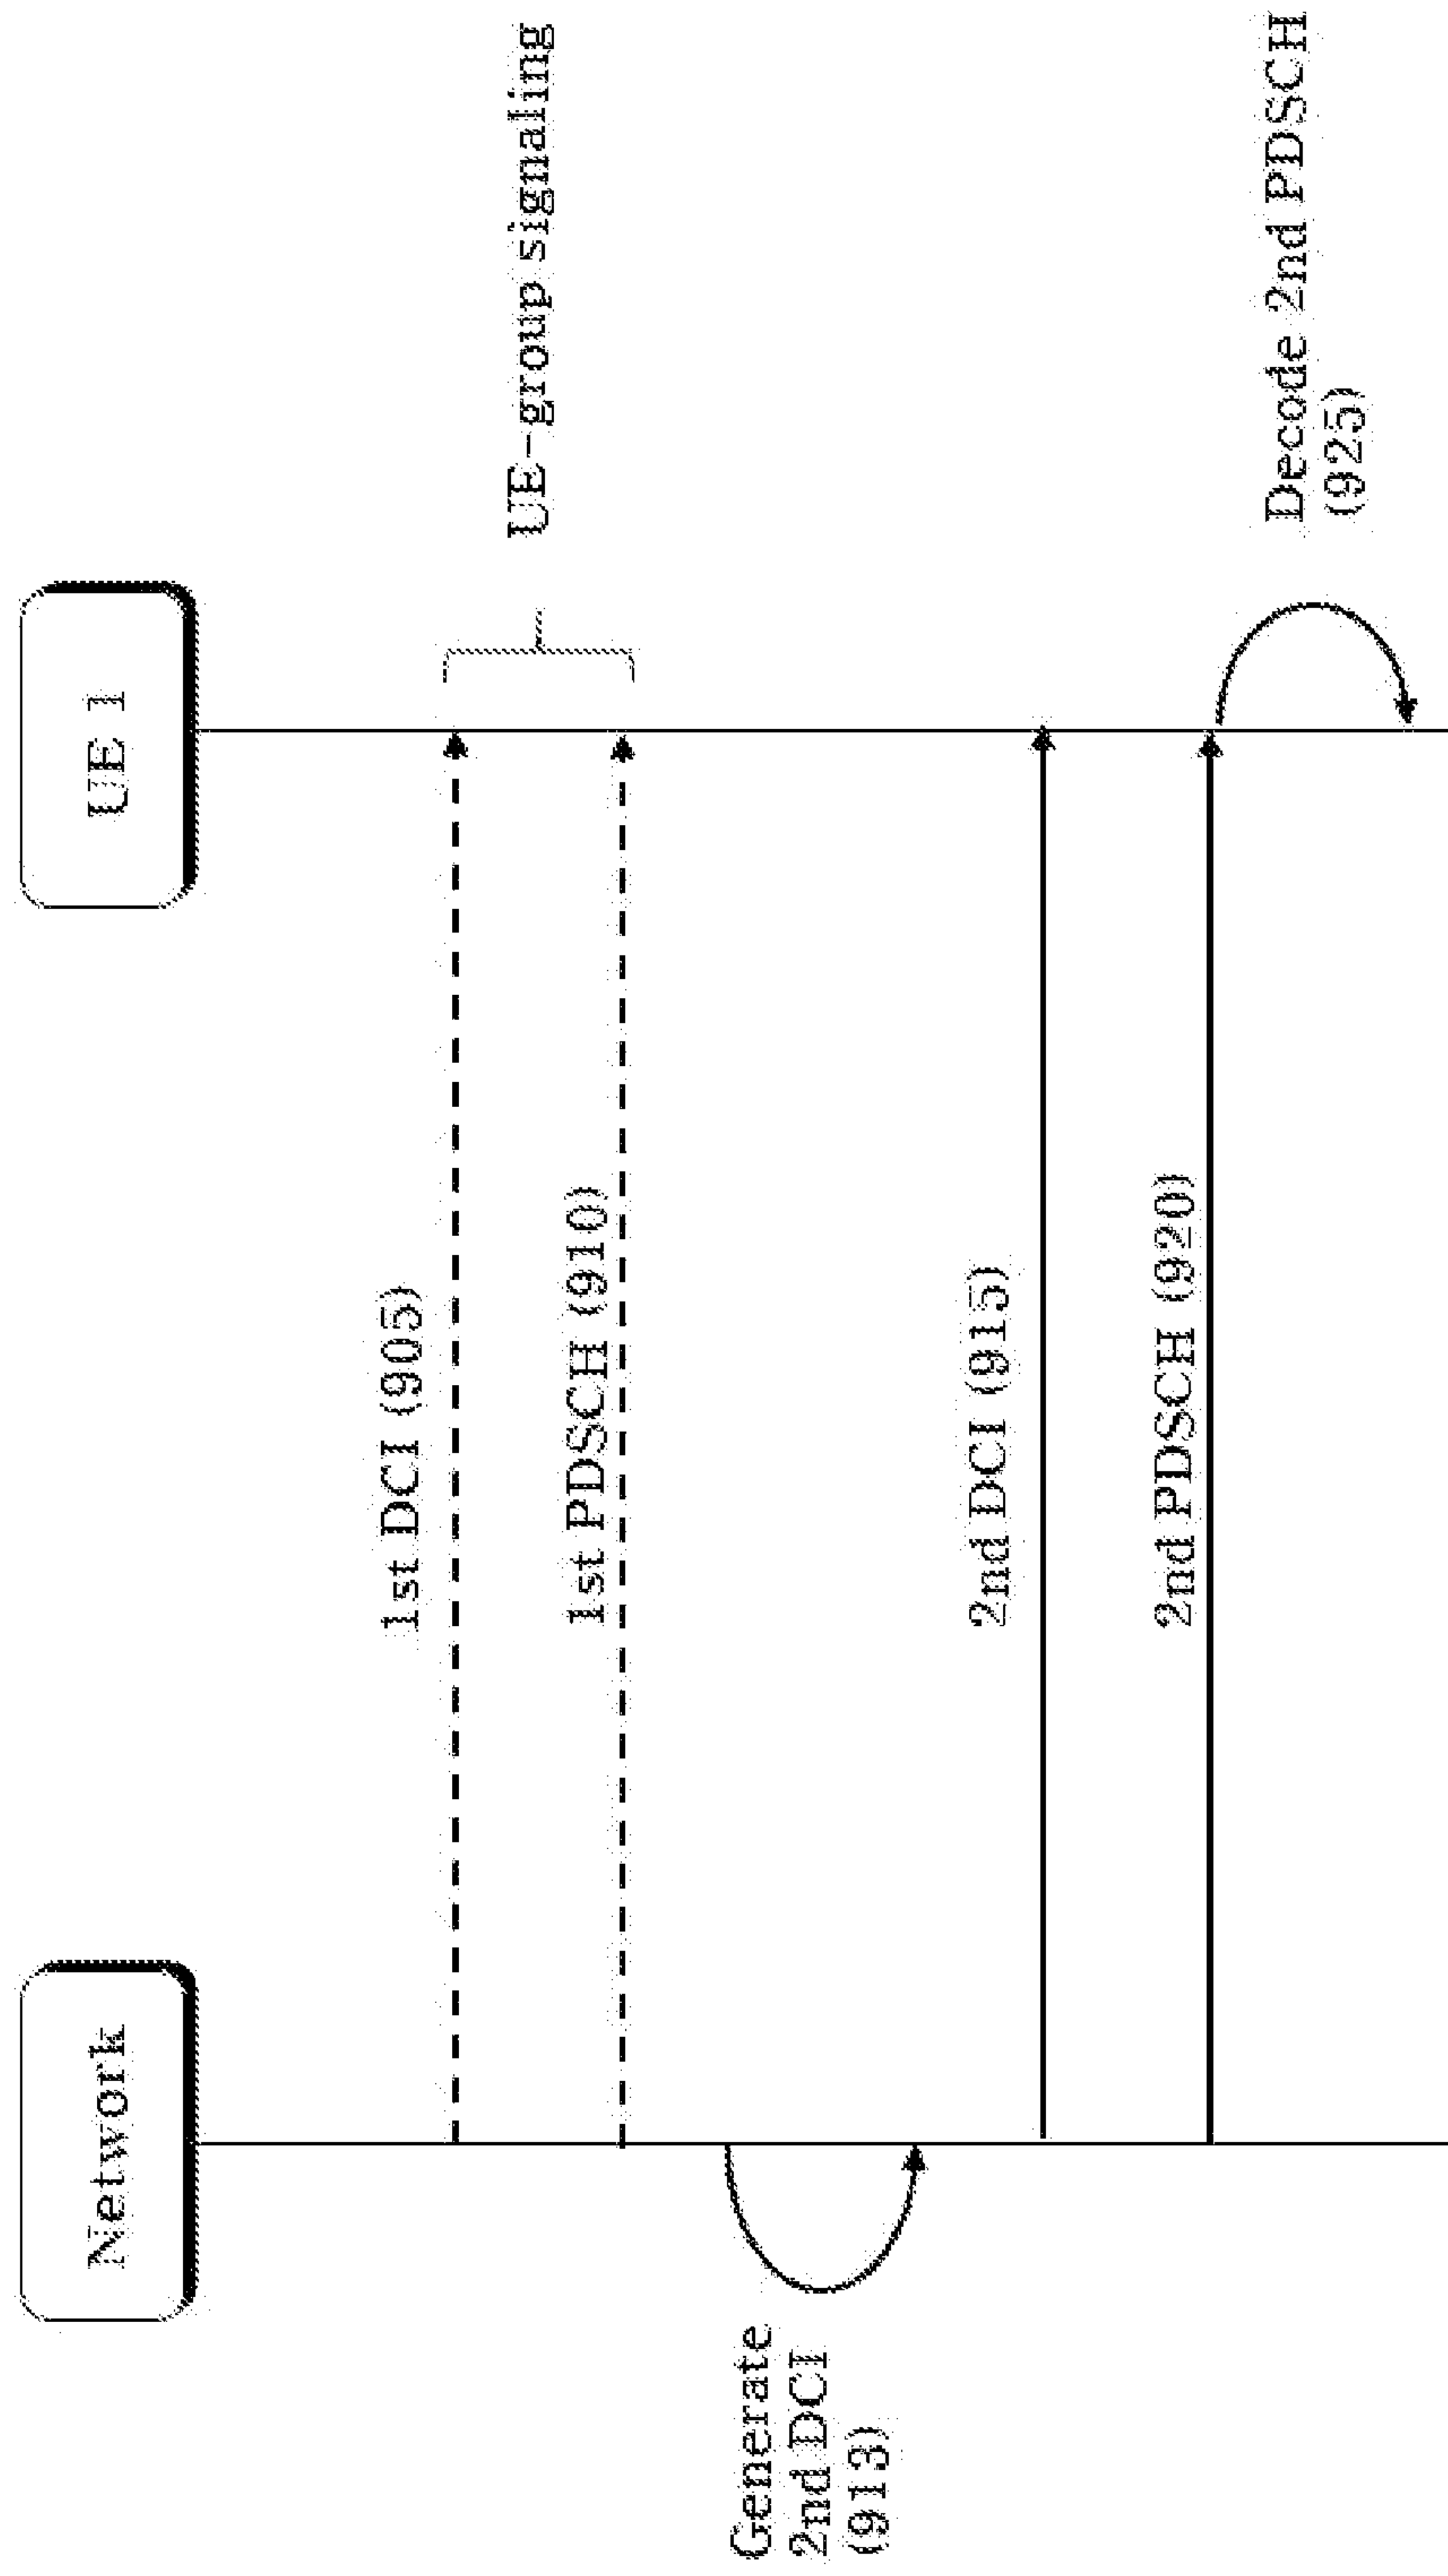 Network
UE 1
1st DCI (905)
UE-group signaling
1st PDSCH (910)
Generate
2nd DCI
(913)
2nd DCI (915)
2nd PDSCH (920)
Decode 2nd PDSCH
(925)